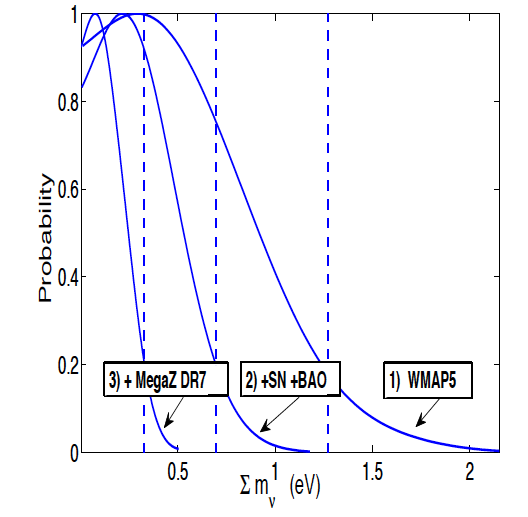 1
0.8
0.6
0.4
0.2
0
Probability
3) + MegaZ DR7
2) +SN +BAO
1) WMAP5
0.5
1
1.5
2
Σ mν (eV)